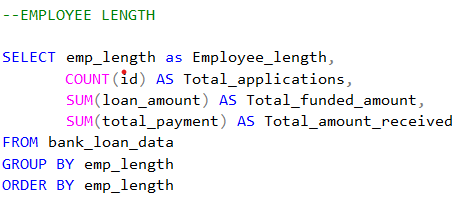 --EMPLOYEE LENGTH
SELECT emp_length as Employee_length,
COUNT(id) AS Total_applications,
SUM(loan_amount) AS Total_funded_amount,
SUM(total_payment) AS Total_amount_received
FROM bank_loan_data
GROUP BY emp_length
ORDER BY emp_length